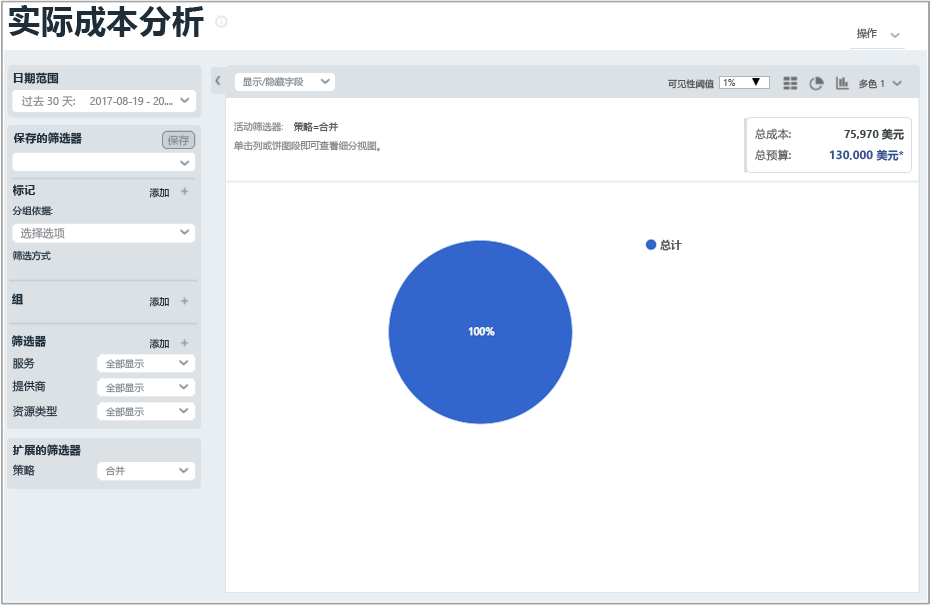 实际成本分析
操作
日期范围
过去 30 天: 2017-08-19 - 20....
保存的筛选器 保存
标记 添加 +
分组依据:
选择选项
筛选方式
组 添加 +
筛选器 添加 +
服务 全部显示
提供商 全部显示
资源类型 全部显示
扩展的筛选器
策略 合并
显示/隐藏字段 可见性阈值 1% 多色 1
活动筛选器: 策略=合并
单击列或饼图段即可查看细分视图。
总成本: 75,970 美元
总预算: 130,000 美元*
总计
100%